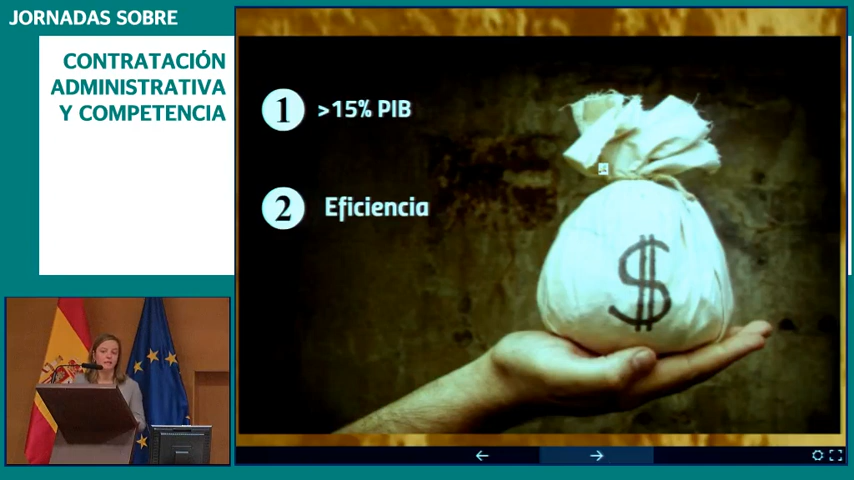 JORNADAS SOBRE
CONTRATACIÓN
ADMINISTRATIVA
Y COMPETENCIA
1 >15% PIB
2 Eficiencia
$